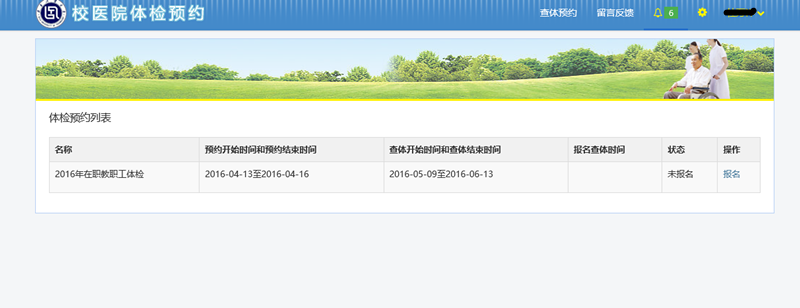 校医院体检预约
查体预约 留言反馈 6
体检预约列表
名称 预约开始时间和预约结束时间 查体开始时间和查体结束时间 报名查体时间 状态 操作
2016年在职教职工体检 2016-04-13至2016-04-16 2016-05-09至2016-06-13 未报名 报名